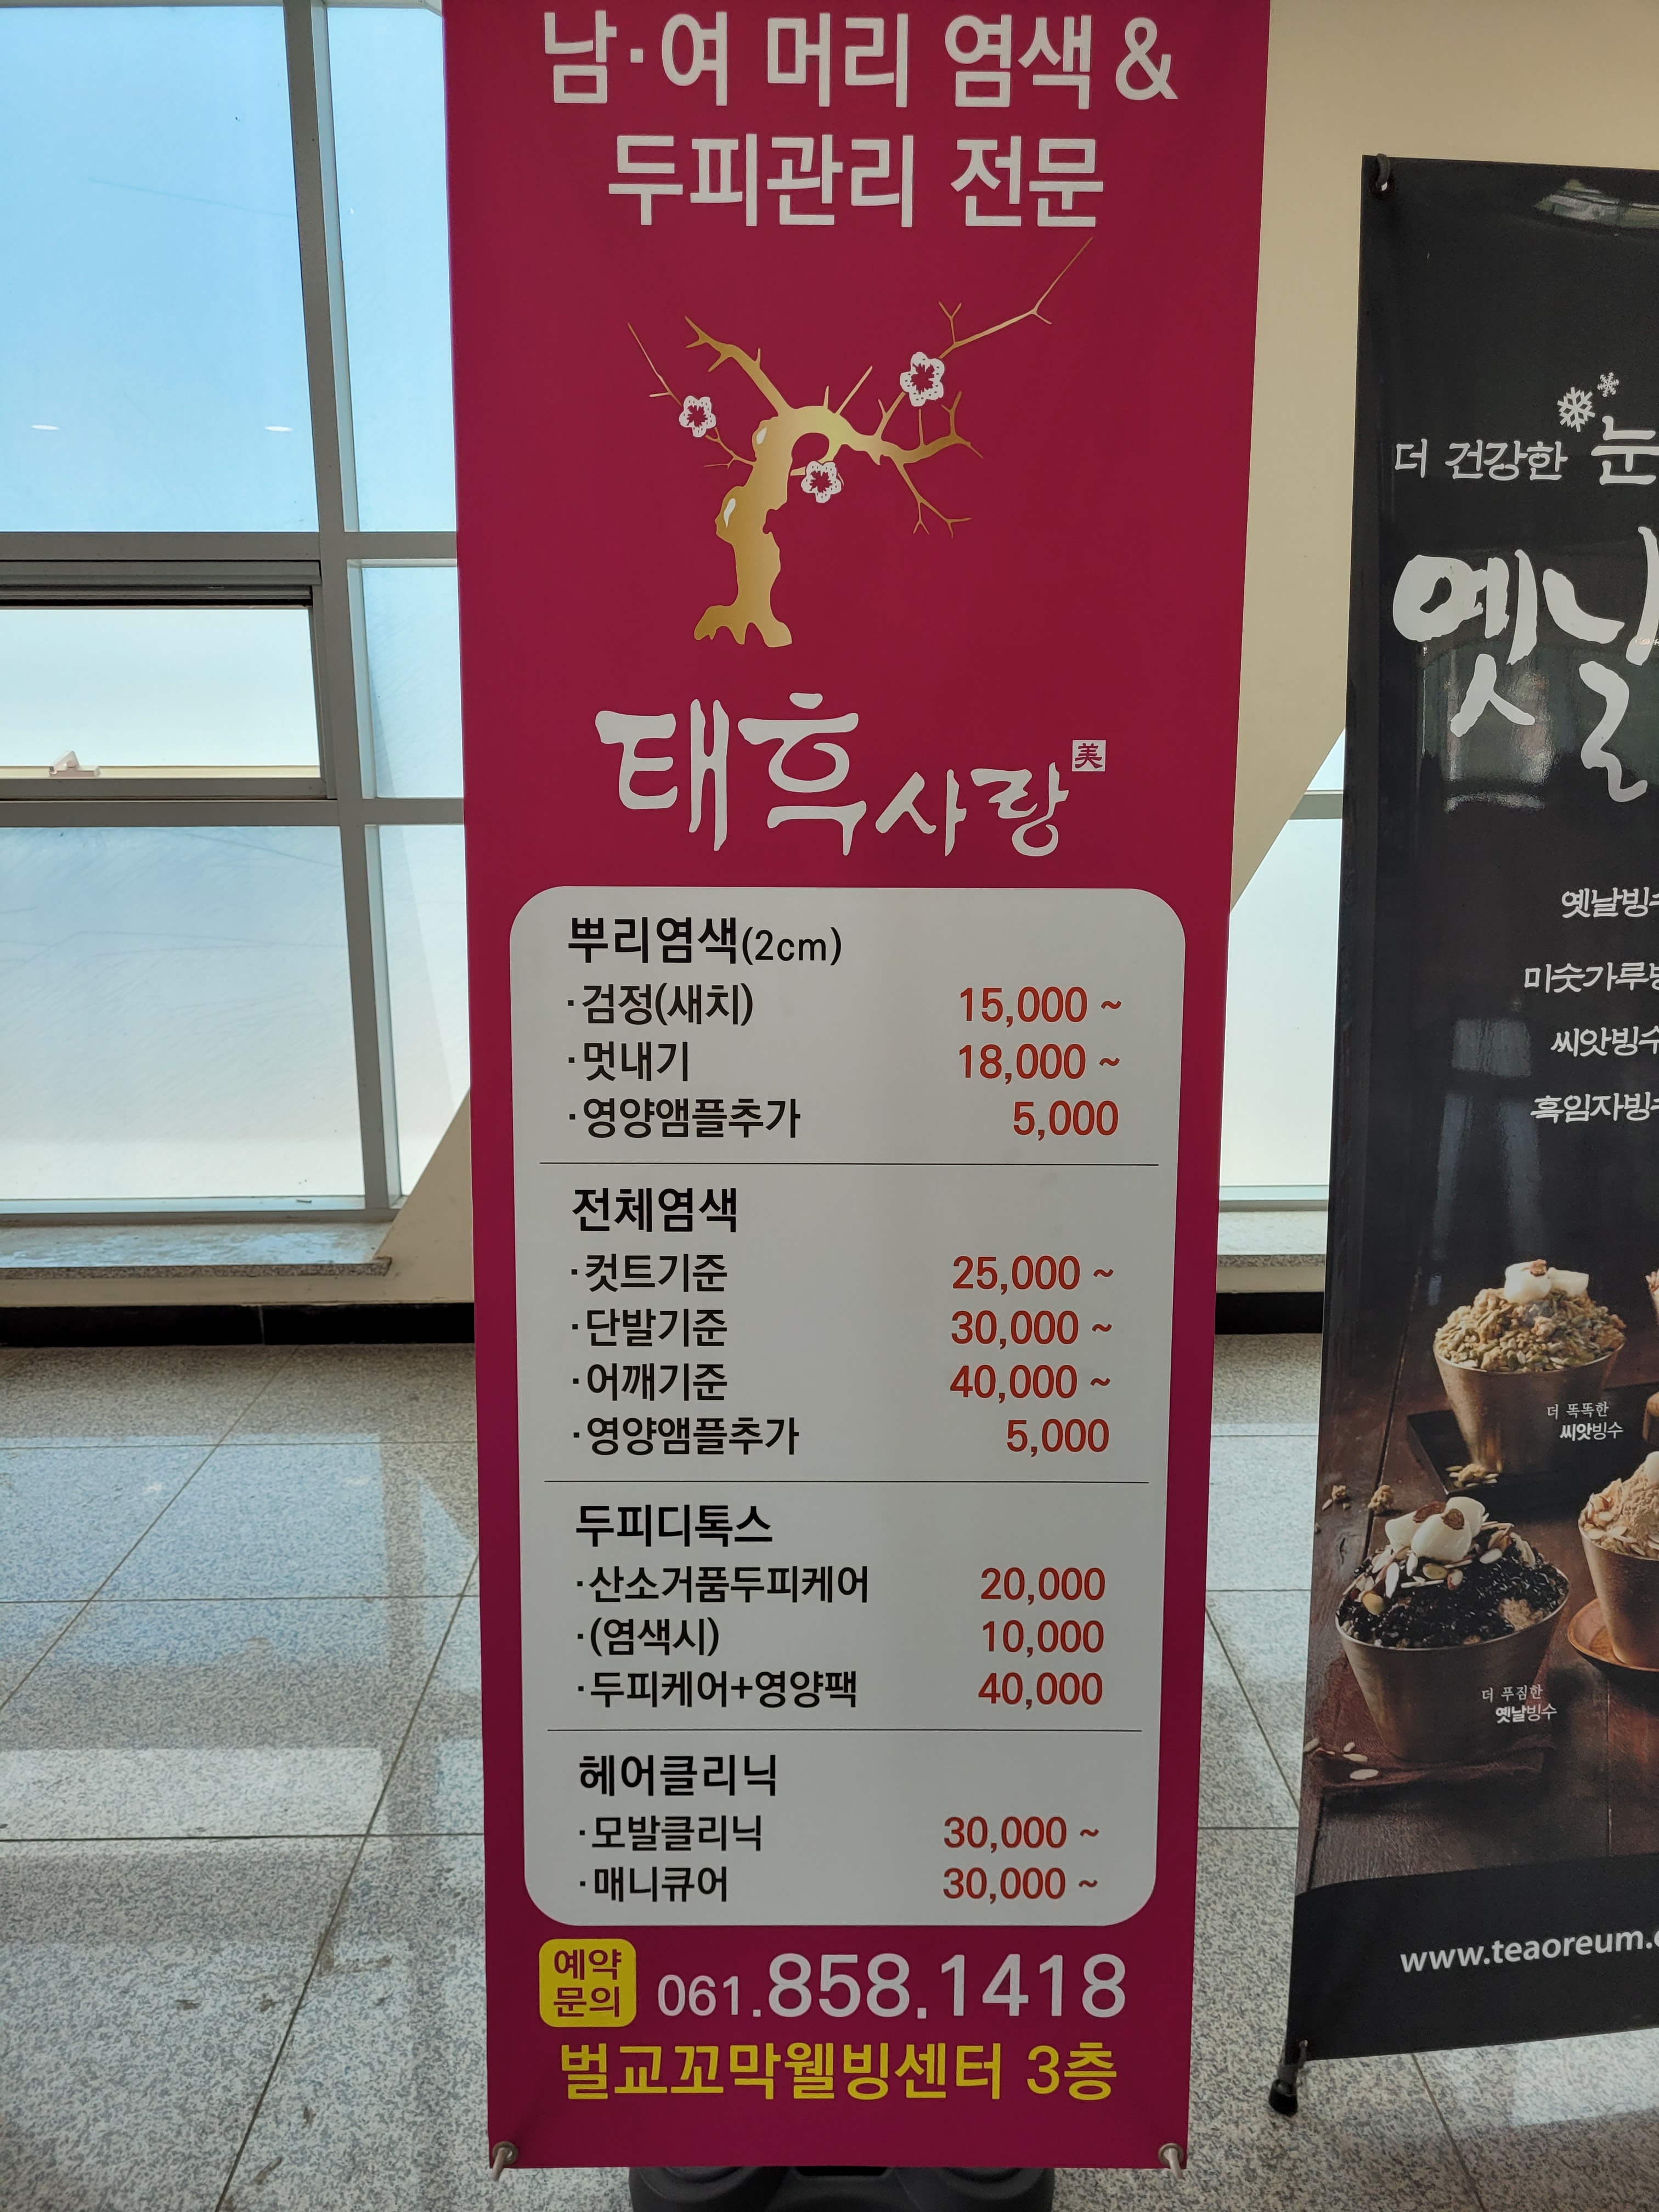 남·여 머리 염색 &
두피관리 전문
태흑사랑 美
뿌리염색(2cm)
·검정(새치) 15,000 ~
·멋내기 18,000 ~
·영양앰플추가 5,000
전체염색
·컷트기준 25,000 ~
·단발기준 30,000 ~
·어깨기준 40,000 ~
·영양앰플추가 5,000
두피디톡스
·산소거품두피케어 20,000
·(염색시) 10,000
·두피케어+영양팩 40,000
헤어클리닉
·모발클리닉 30,000 ~
·매니큐어 30,000 ~
예약
문의
061.858.1418
벌교꼬막웰빙센터 3층
더 건강한 눈
옛날
옛날빙수
미숫가루빙
씨앗빙수
흑임자빙수
더 똑똑한
씨앗빙수
더 푸짐한
옛날빙수
www.teaoreum.c